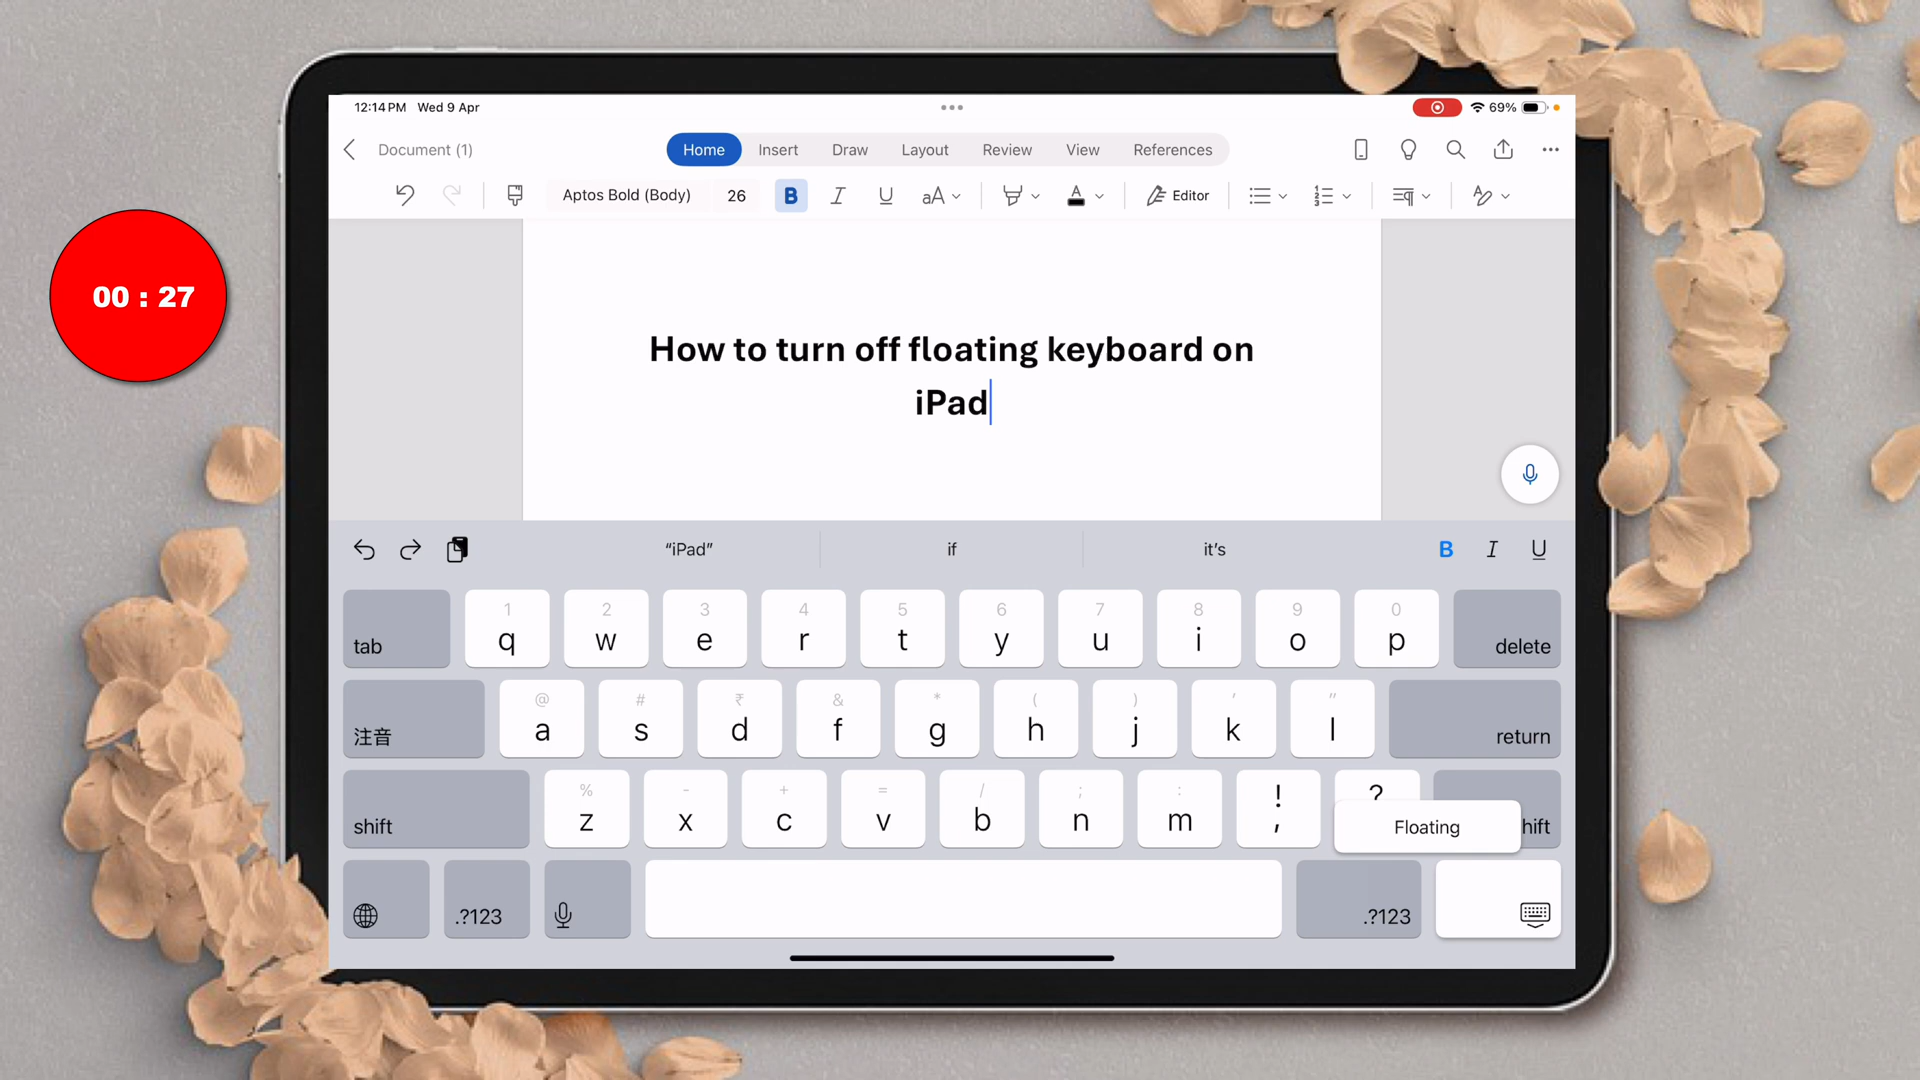 12:14 PM Wed 9 Apr
69%
Document (1)
Home Insert Draw Layout Review View References
Aptos Bold (Body) 26 B I U aA A Editor
00 : 27
How to turn off floating keyboard on
iPad
“iPad” if it’s B I U
1 2 3 4 5 6 7 8 9 0
tab q w e r t y u i o p delete
@ # ₹ & * ( ) ' "
注音 a s d f g h j k l return
% - + = / ; : ! ?
shift z x c v b n m , Floating hift
.?123 .?123